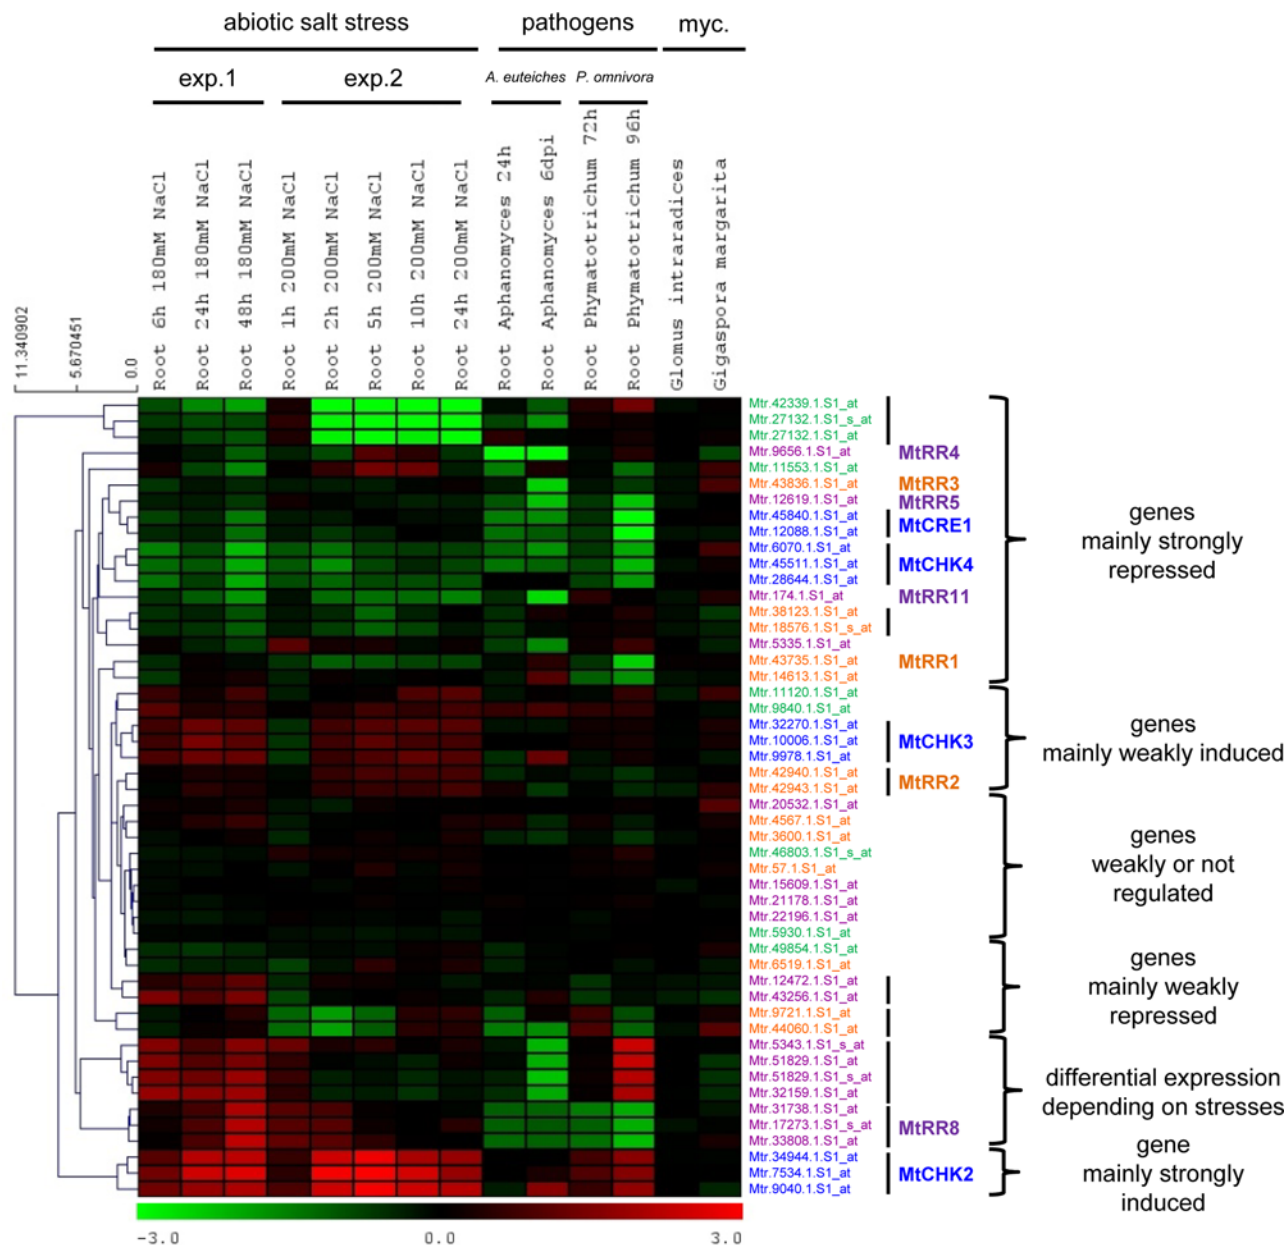 abiotic salt stress
pathogens
myc.
exp.1
exp.2
A. euteiches
P. omnivora
Root 6h 180mM NaCl
Root 24h 180mM NaCl
Root 48h 180mM NaCl
Root 1h 200mM NaCl
Root 2h 200mM NaCl
Root 5h 200mM NaCl
Root 10h 200mM NaCl
Root 24h 200mM NaCl
Root Aphanomyces 24h
Root Aphanomyces 6dpi
Root Phymatotrichum 72h
Root Phymatotrichum 96h
Glomus intraradices
Gigaspora margarita
11.340902
5.670451
0.0
Mtr.42339.1.S1_at
Mtr.27132.1.S1_s_at
Mtr.27132.1.S1_at
Mtr.9656.1.S1_at
Mtr.11553.1.S1_at
Mtr.43836.1.S1_at
Mtr.12619.1.S1_at
Mtr.45840.1.S1_at
Mtr.12088.1.S1_at
Mtr.6070.1.S1_at
Mtr.45511.1.S1_at
Mtr.28644.1.S1_at
Mtr.174.1.S1_at
Mtr.38123.1.S1_at
Mtr.18576.1.S1_s_at
Mtr.5335.1.S1_at
Mtr.43735.1.S1_at
Mtr.14613.1.S1_at
Mtr.11120.1.S1_at
Mtr.9840.1.S1_at
Mtr.32270.1.S1_at
Mtr.10006.1.S1_at
Mtr.9978.1.S1_at
Mtr.42940.1.S1_at
Mtr.42943.1.S1_at
Mtr.20532.1.S1_at
Mtr.4567.1.S1_at
Mtr.3600.1.S1_at
Mtr.46803.1.S1_s_at
Mtr.57.1.S1_at
Mtr.15609.1.S1_at
Mtr.21178.1.S1_at
Mtr.22196.1.S1_at
Mtr.5930.1.S1_at
Mtr.49854.1.S1_at
Mtr.6519.1.S1_at
Mtr.12472.1.S1_at
Mtr.43256.1.S1_at
Mtr.9721.1.S1_at
Mtr.44060.1.S1_at
Mtr.5343.1.S1_s_at
Mtr.51829.1.S1_at
Mtr.51829.1.S1_s_at
Mtr.32159.1.S1_at
Mtr.31738.1.S1_at
Mtr.17273.1.S1_s_at
Mtr.33808.1.S1_at
Mtr.34944.1.S1_at
Mtr.7534.1.S1_at
Mtr.9040.1.S1_at
MtRR4
MtRR3
MtRR5
MtCRE1
MtCHK4
MtRR11
MtRR1
MtCHK3
MtRR2
MtRR8
MtCHK2
genes
mainly strongly
repressed
genes
mainly weakly induced
genes
weakly or not
regulated
genes
mainly weakly
repressed
differential expression
depending on stresses
gene
mainly strongly
induced
-3.0
0.0
3.0